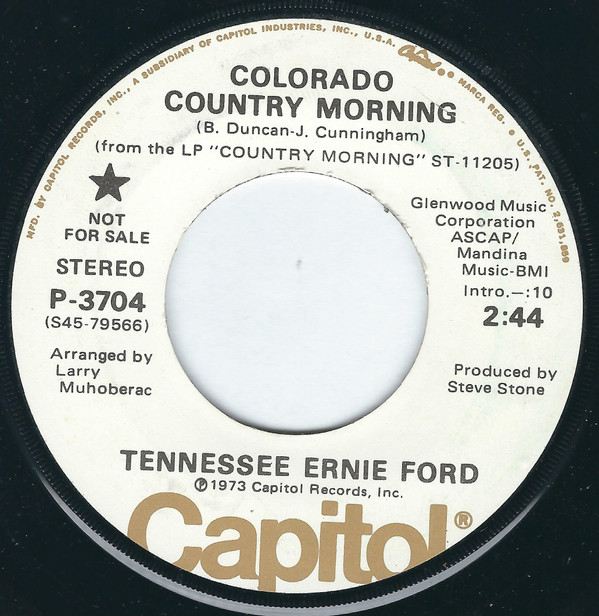 MFD. BY CAPITOL RECORDS, INC., A SUBSIDIARY OF CAPITOL INDUSTRIES, INC., U.S.A.
Capitol ® MARCA REG. ● U.S. PAT. NO. 2,631,859
COLORADO
COUNTRY MORNING
(B. Duncan-J. Cunningham)
(from the LP "COUNTRY MORNING" ST-11205)
★
NOT
FOR SALE
STEREO
P-3704
(S45-79566)
Arranged by
Larry
Muhoberac
Glenwood Music
Corporation
ASCAP/
Mandina
Music-BMI
Intro.—:10
2:44
Produced by
Steve Stone
TENNESSEE ERNIE FORD
℗1973 Capitol Records, Inc.
Capitol®